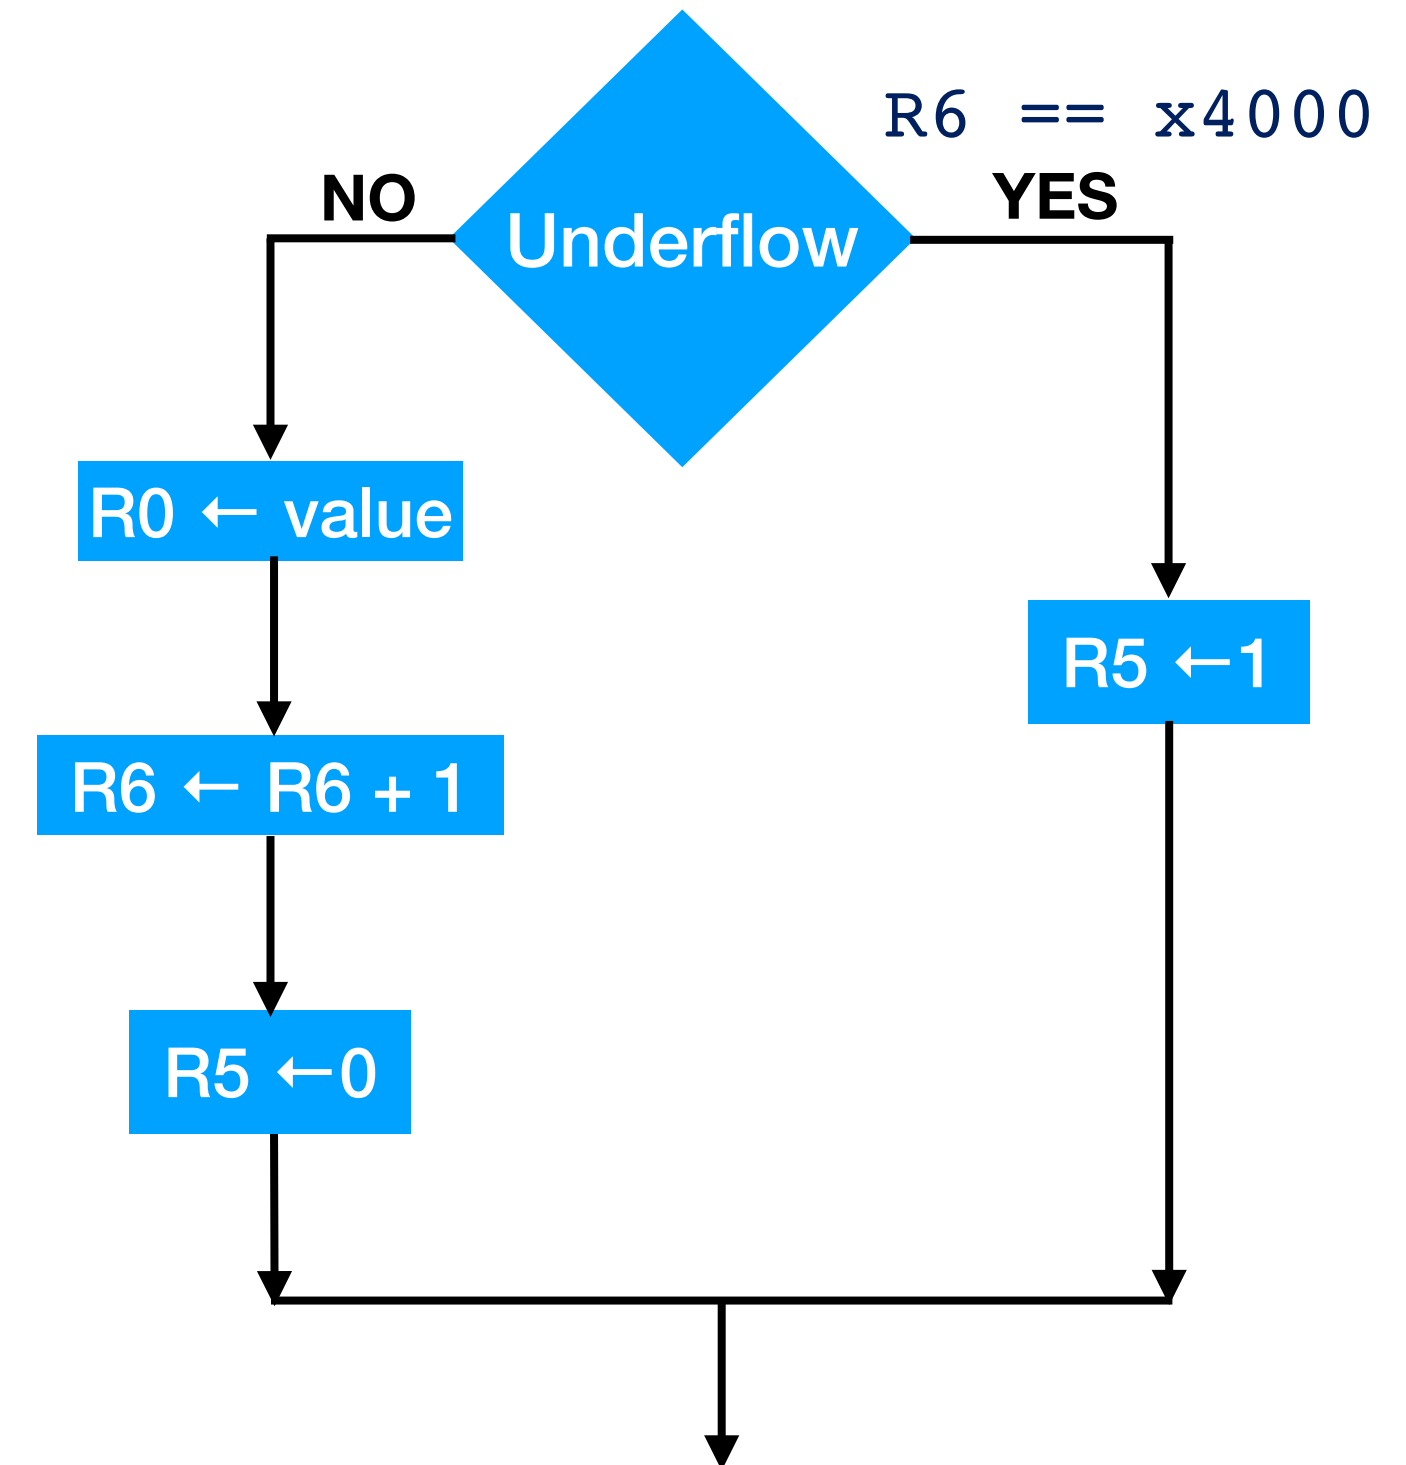 R6 == x4000
NO
YES
Underflow
R0 ← value
R5 ←1
R6 ← R6 + 1
R5 ←0